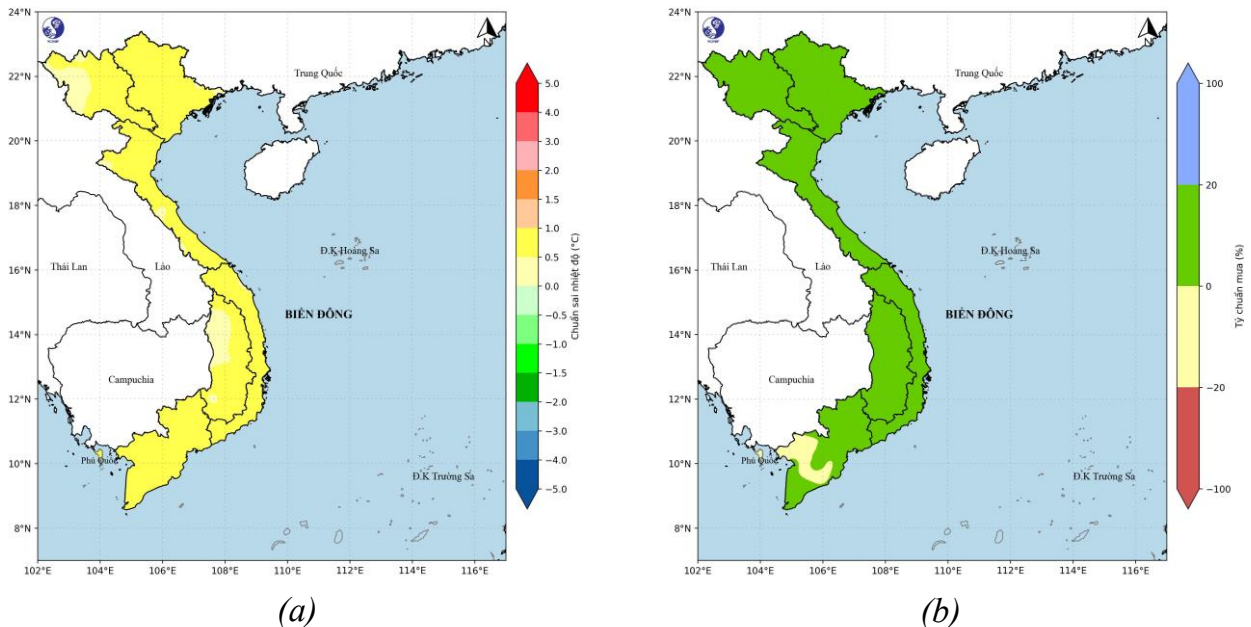 24°N
22°N
20°N
18°N
16°N
14°N
12°N
10°N
8°N
102°E 104°E 106°E 108°E 110°E 112°E 114°E 116°E
N
Trung Quốc
Thái Lan
Lào
Đ.K Hoàng Sa
BIỂN ĐÔNG
Campuchia
Phú Quốc
Đ.K Trường Sa
5.0
4.0
3.0
2.0
1.5
1.0
0.5
0.0
−0.5
−1.0
−1.5
−2.0
−3.0
−4.0
−5.0
Chuẩn sai nhiệt độ (°C)
(a)
24°N
22°N
20°N
18°N
16°N
14°N
12°N
10°N
8°N
102°E 104°E 106°E 108°E 110°E 112°E 114°E 116°E
N
Trung Quốc
Thái Lan
Lào
Đ.K Hoàng Sa
BIỂN ĐÔNG
Campuchia
Phú Quốc
Đ.K Trường Sa
100
20
0
−20
−100
Tỷ chuẩn mưa (%)
(b)